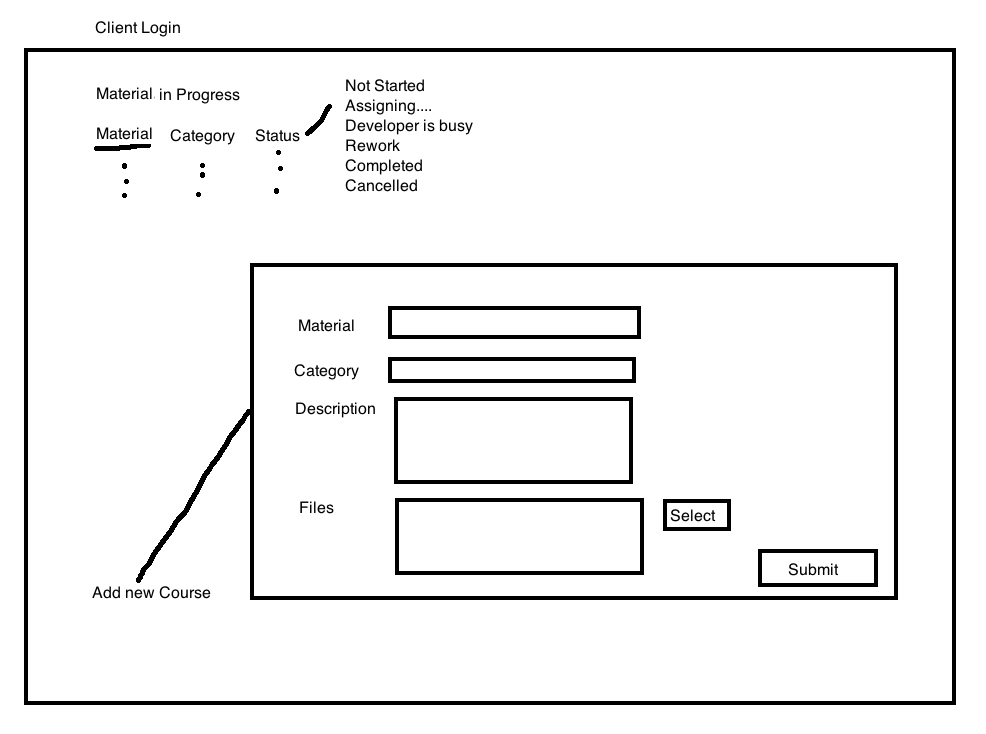 Client Login
Material in Progress
Material Category Status
Not Started
Assigning....
Developer is busy
Rework
Completed
Cancelled
Material
Category
Description
Files
Select
Submit
Add new Course